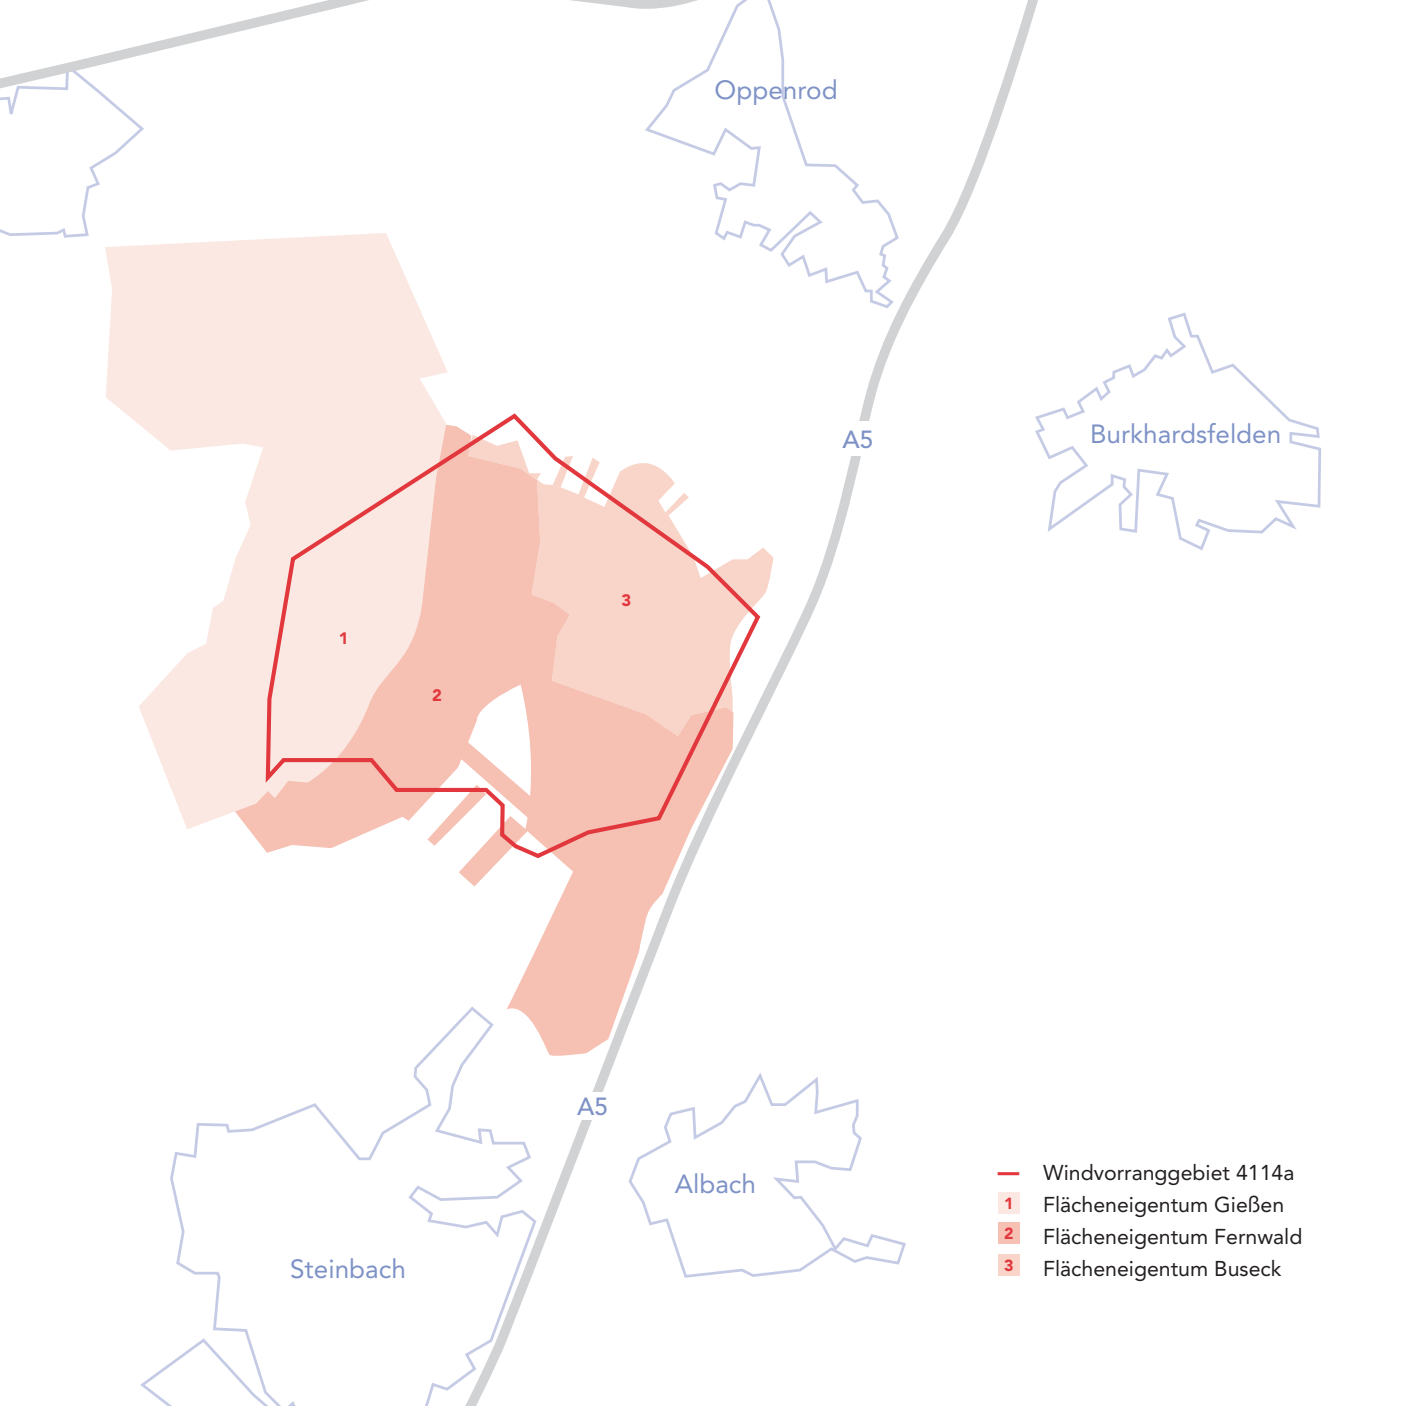 Oppenrod
A5
Burkhardsfelden
3
1
2
A5
Albach
Steinbach
Windvorranggebiet 4114a
1 Flächeneigentum Gießen
2 Flächeneigentum Fernwald
3 Flächeneigentum Buseck